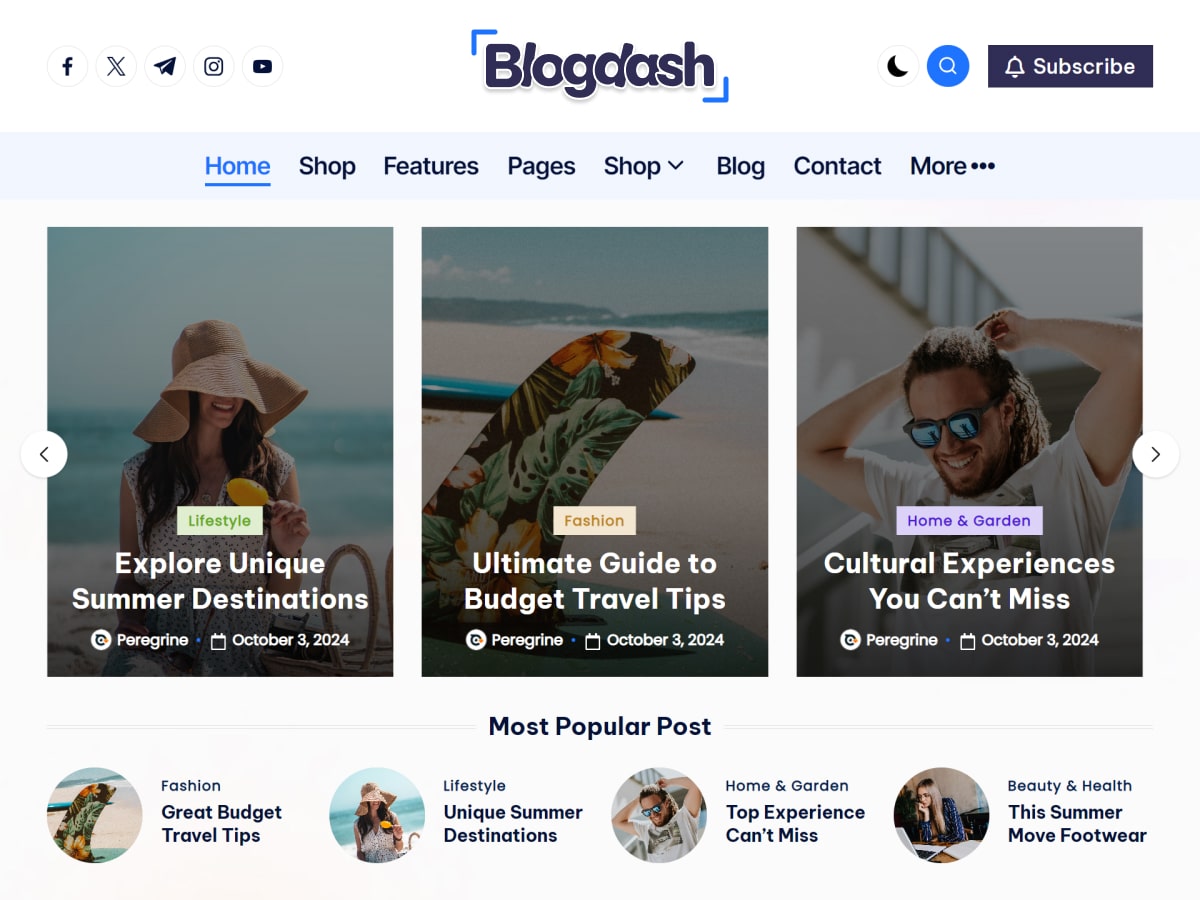 Blogdash
Subscribe
Home Shop Features Pages Shop Blog Contact More
Lifestyle
Explore Unique
Summer Destinations
Peregrine • October 3, 2024
Fashion
Ultimate Guide to
Budget Travel Tips
Peregrine • October 3, 2024
Home & Garden
Cultural Experiences
You Can’t Miss
Peregrine • October 3, 2024
Most Popular Post
Fashion
Great Budget
Travel Tips
Lifestyle
Unique Summer
Destinations
Home & Garden
Top Experience
Can’t Miss
Beauty & Health
This Summer
Move Footwear